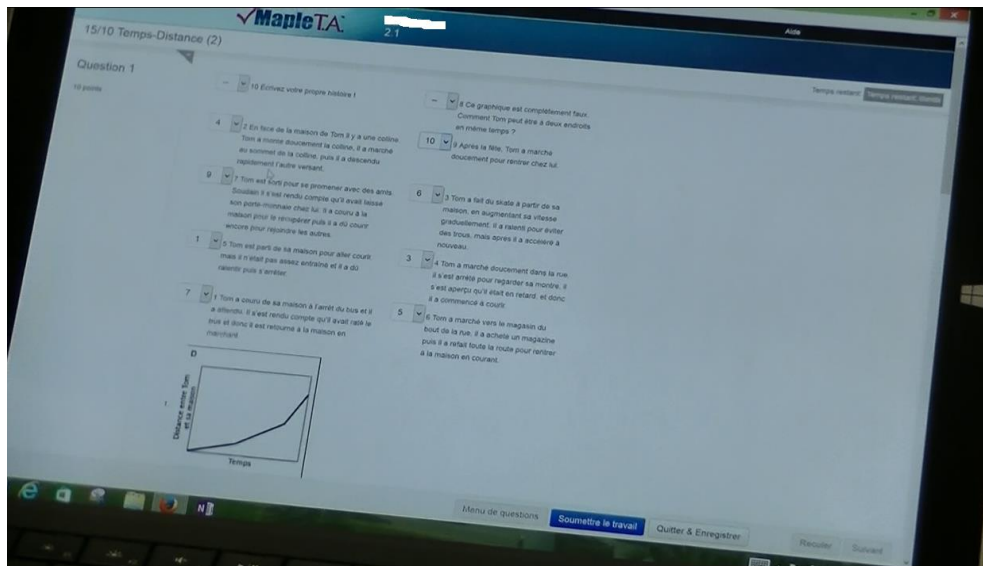 MapleT.A.
2.1
Aide
15/10 Temps-Distance (2)
Question 1
10 points
Temps restant
– 10 Écrivez votre propre histoire !
4 2 En face de la maison de Tom il y a une colline.
Tom a monté doucement la colline, il a marché
au sommet de la colline, puis il a descendu
rapidement l'autre versant.
9 7 Tom est sorti pour se promener avec des amis.
Soudain il s'est rendu compte qu'il avait laissé
son porte-monnaie chez lui. Il a couru à la
maison pour le récupérer puis il a dû courir
encore pour rejoindre les autres.
1 5 Tom est parti de sa maison pour aller courir
mais il n'était pas assez entraîné et il a dû
ralentir puis s'arrêter.
7 1 Tom a couru de sa maison à l'arrêt du bus et il
a attendu. Il s'est rendu compte qu'il avait raté le
bus et donc il est retourné à la maison en
marchant.
– 8 Ce graphique est complètement faux.
Comment Tom peut être à deux endroits
en même temps ?
10 9 Après la fête, Tom a marché
doucement pour rentrer chez lui.
6 3 Tom a fait du skate à partir de sa
maison, en augmentant sa vitesse
graduellement. Il a ralenti pour éviter
des trous, mais après il a accéléré à
nouveau.
3 4 Tom a marché doucement dans la rue,
il s'est arrêté pour regarder sa montre, il
s'est aperçu qu'il était en retard, et donc
il a commencé à courir.
5 6 Tom a marché vers le magasin du
bout de la rue, il a acheté un magazine
puis il a refait toute la route pour rentrer
à la maison en courant.
D
Distance entre Tom
et sa maison
Temps
Menu de questions
Soumettre le travail
Quitter & Enregistrer
Reculer
Suivant